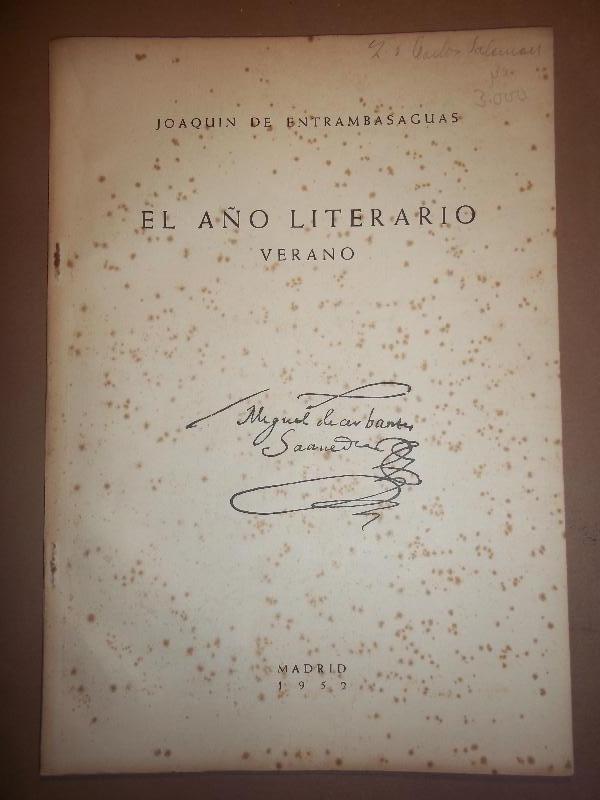 3.000
JOAQUIN DE ENTRAMBASAGUAS
EL AÑO LITERARIO
VERANO
Miguel de cerbantes
Saavedra
MADRID
1952